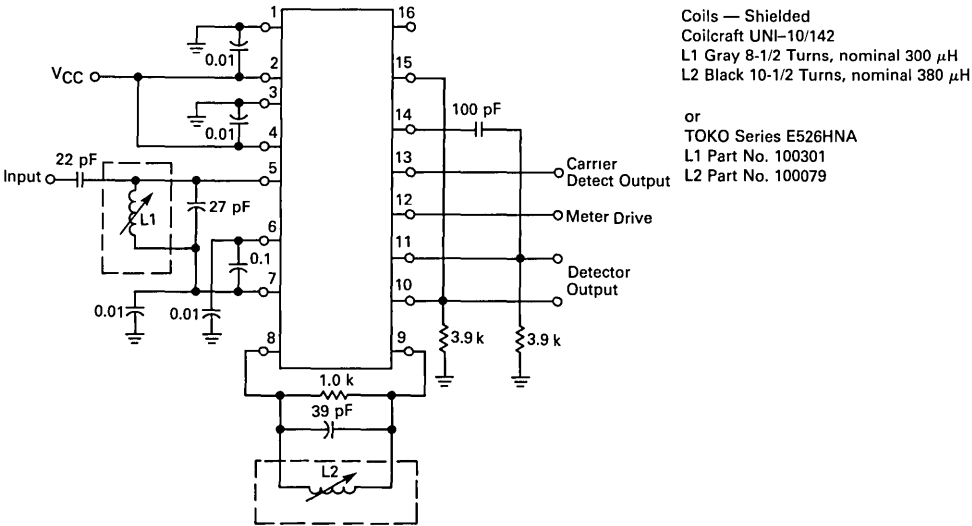 1
16
0.01
2
15
VCC
3
0.01
4
14
100 pF
22 pF
5
13
Carrier
Detect Output
Input
L1
27 pF
12
Meter Drive
6
11
0.1
Detector
Output
7
10
0.01
0.01
3.9 k
3.9 k
8
9
1.0 k
39 pF
L2
Coils — Shielded
Coilcraft UNI–10/142
L1 Gray 8-1/2 Turns, nominal 300 μH
L2 Black 10-1/2 Turns, nominal 380 μH
or
TOKO Series E526HNA
L1 Part No. 100301
L2 Part No. 100079